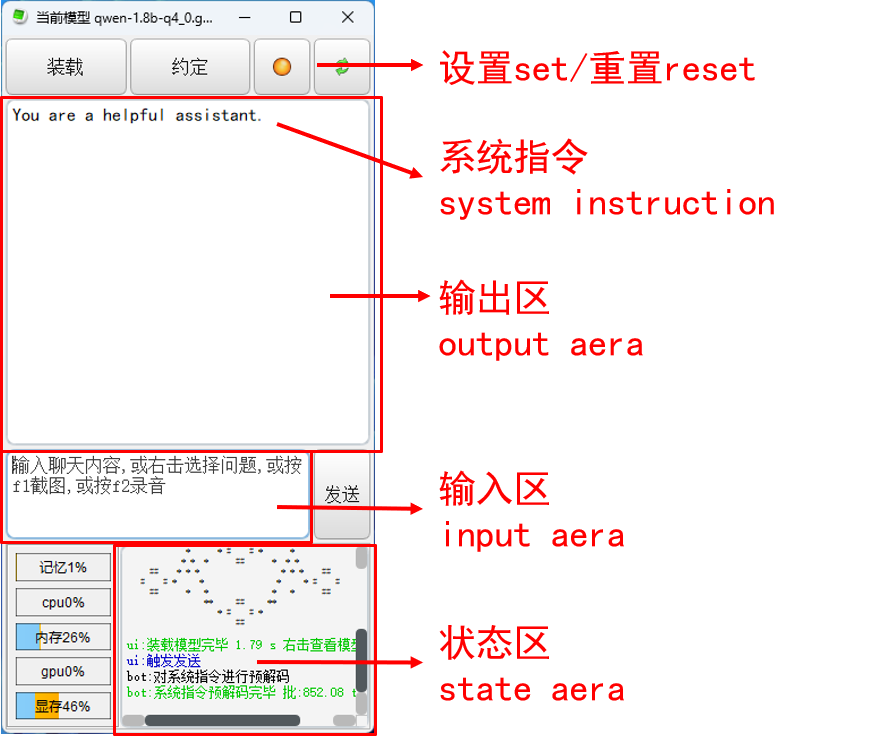 当前模型 qwen-1.8b-q4_0.g...
装载 约定
设置set/重置reset
You are a helpful assistant.
系统指令
system instruction
输出区
output aera
输入聊天内容,或右击选择问题,或按
f1截图,或按f2录音
发送
输入区
input aera
记忆1%
cpu0%
内存26%
gpu0%
显存46%
ui:装载模型完毕 1.79 s 右击查看模型
ui:触发发送
bot:对系统指令进行预解码
bot:系统指令预解码完毕 批:852.08 t
状态区
state aera